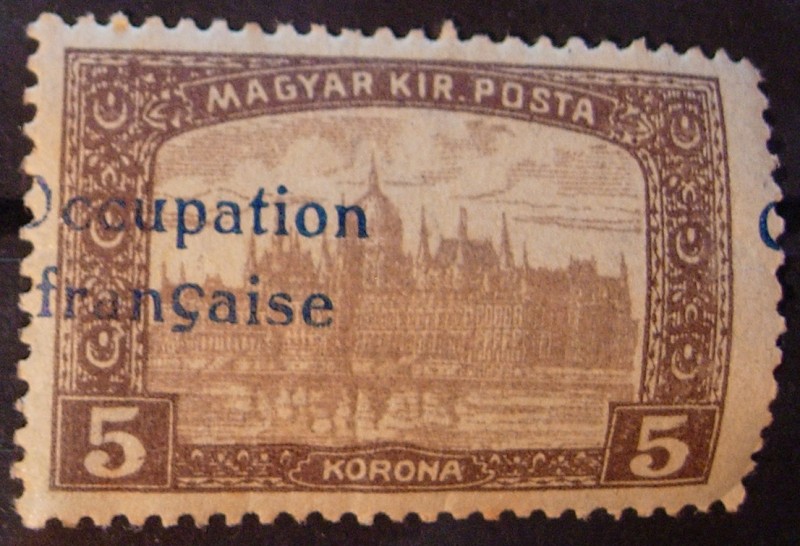 MAGYAR KIR. POSTA
Occupation
française
5 KORONA 5